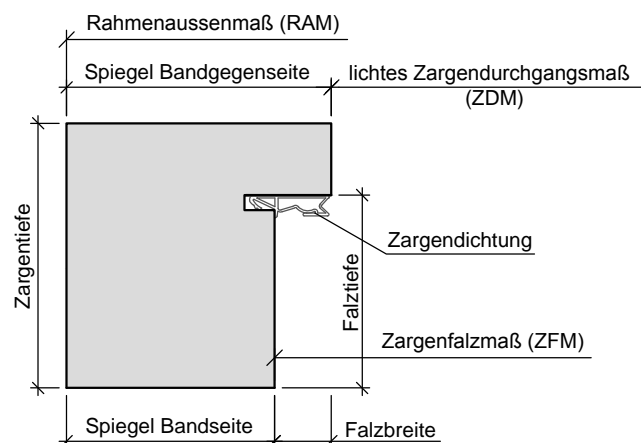 Rahmenaussenmaß (RAM)
Spiegel Bandgegenseite
lichtes Zargendurchgangsmaß
(ZDM)
Zargentiefe
Zargendichtung
Falztiefe
Zargenfalzmaß (ZFM)
Spiegel Bandseite
Falzbreite